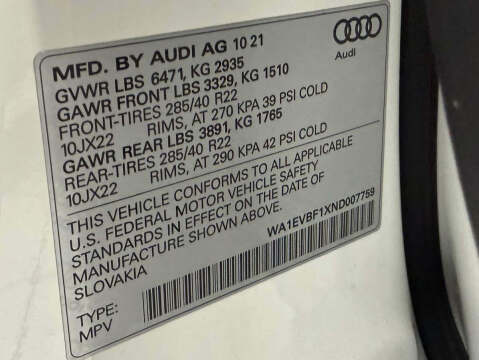 MFD. BY AUDI AG 10 21
Audi
GVWR LBS 6471, KG 2935
GAWR FRONT LBS 3329, KG 1510
FRONT-TIRES 285/40 R22
10JX22 RIMS, AT 270 KPA 39 PSI COLD
GAWR REAR LBS 3891, KG 1765
REAR-TIRES 285/40 R22
10JX22 RIMS, AT 290 KPA 42 PSI COLD
THIS VEHICLE CONFORMS TO ALL APPLICABLE
U.S. FEDERAL MOTOR VEHICLE SAFETY
STANDARDS IN EFFECT ON THE DATE OF
MANUFACTURE SHOWN ABOVE.
SLOVAKIA
WA1EVBF1XND007759
TYPE:
MPV